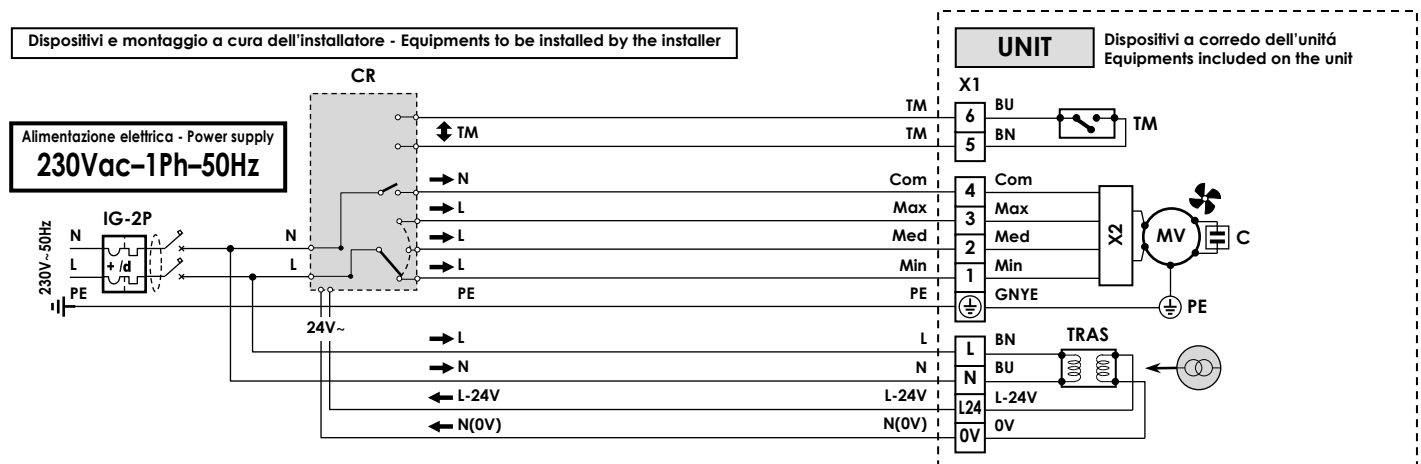 Dispositivi e montaggio a cura dell'installatore - Equipments to be installed by the installer
UNIT
Dispositivi a corredo dell'unitá
Equipments included on the unit
CR
X1
Alimentazione elettrica - Power supply
230Vac–1Ph–50Hz
TM
TM
6
BU
TM
TM
5
BN
N
Com
4
Com
L
Max
3
Max
L
Med
2
Med
L
Min
1
Min
X2
MV
C
IG-2P
230V~50Hz
N
L
PE
+ /d
N
L
PE
PE
GNYE
PE
24V~
TRAS
L
L
L
BN
N
N
N
BU
L-24V
L-24V
L24
L-24V
N(0V)
N(0V)
0V
0V